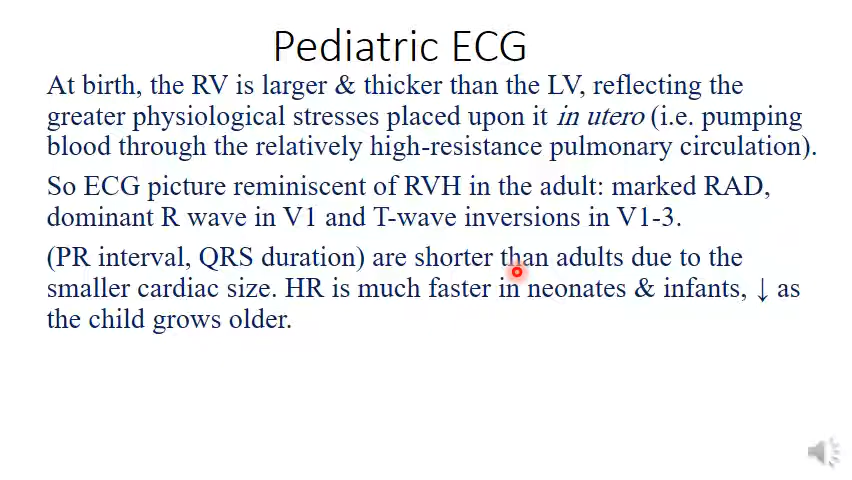 Pediatric ECG
At birth, the RV is larger & thicker than the LV, reflecting the
greater physiological stresses placed upon it in utero (i.e. pumping
blood through the relatively high-resistance pulmonary circulation).
So ECG picture reminiscent of RVH in the adult: marked RAD,
dominant R wave in V1 and T-wave inversions in V1-3.
(PR interval, QRS duration) are shorter than adults due to the
smaller cardiac size. HR is much faster in neonates & infants, ↓ as
the child grows older.